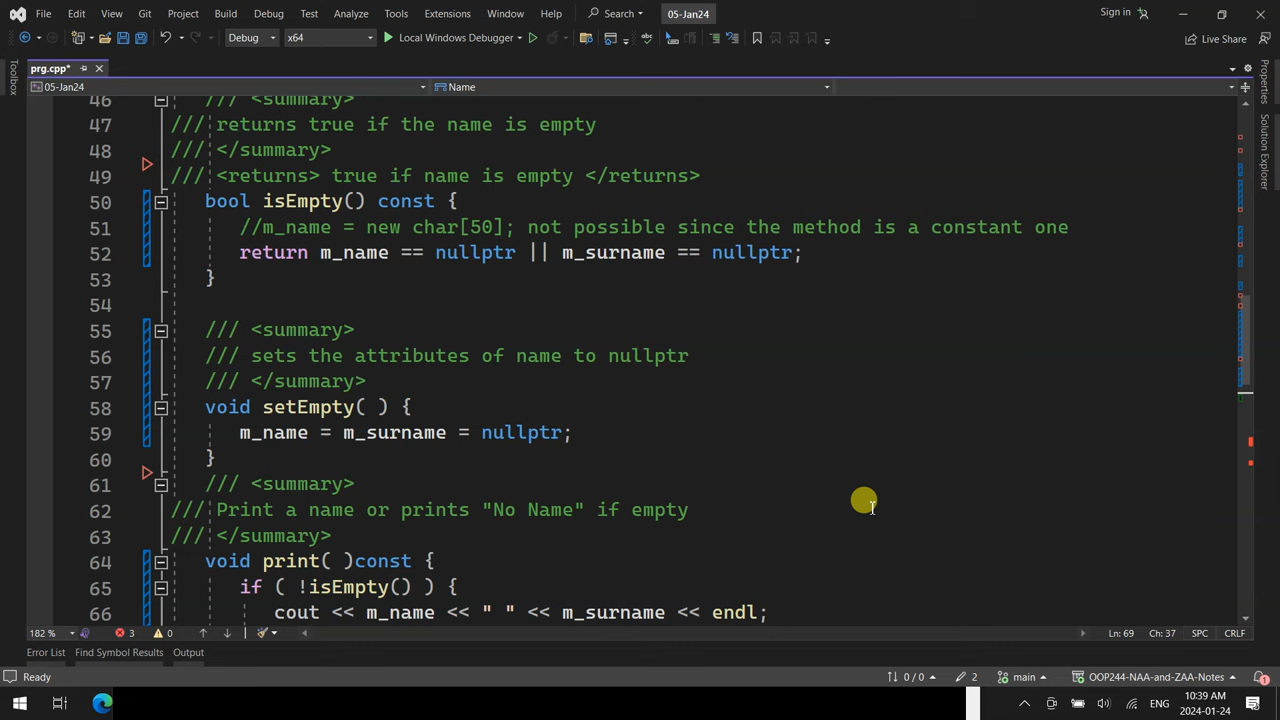 File Edit View Git Project Build Debug Test Analyze Tools Extensions Window Help Search 05-Jan24 Sign in
Debug x64 Local Windows Debugger Live Share
prg.cpp*
05-Jan24 Name
46 /// <summary>
47 /// returns true if the name is empty
48 /// </summary>
49 /// <returns> true if name is empty </returns>
50 bool isEmpty() const {
51 //m_name = new char[50]; not possible since the method is a constant one
52 return m_name == nullptr || m_surname == nullptr;
53 }
54
55 /// <summary>
56 /// sets the attributes of name to nullptr
57 /// </summary>
58 void setEmpty( ) {
59 m_name = m_surname = nullptr;
60 }
61 /// <summary>
62 /// Print a name or prints "No Name" if empty
63 /// </summary>
64 void print( )const {
65 if ( !isEmpty() ) {
66 cout << m_name << " " << m_surname << endl;
Toolbox
Properties
Solution Explorer
182 % 3 0 Ln: 69 Ch: 37 SPC CRLF
Error List Find Symbol Results Output
Ready 0 / 0 2 main OOP244-NAA-and-ZAA-Notes 1
ENG 10:39 AM
2024-01-24